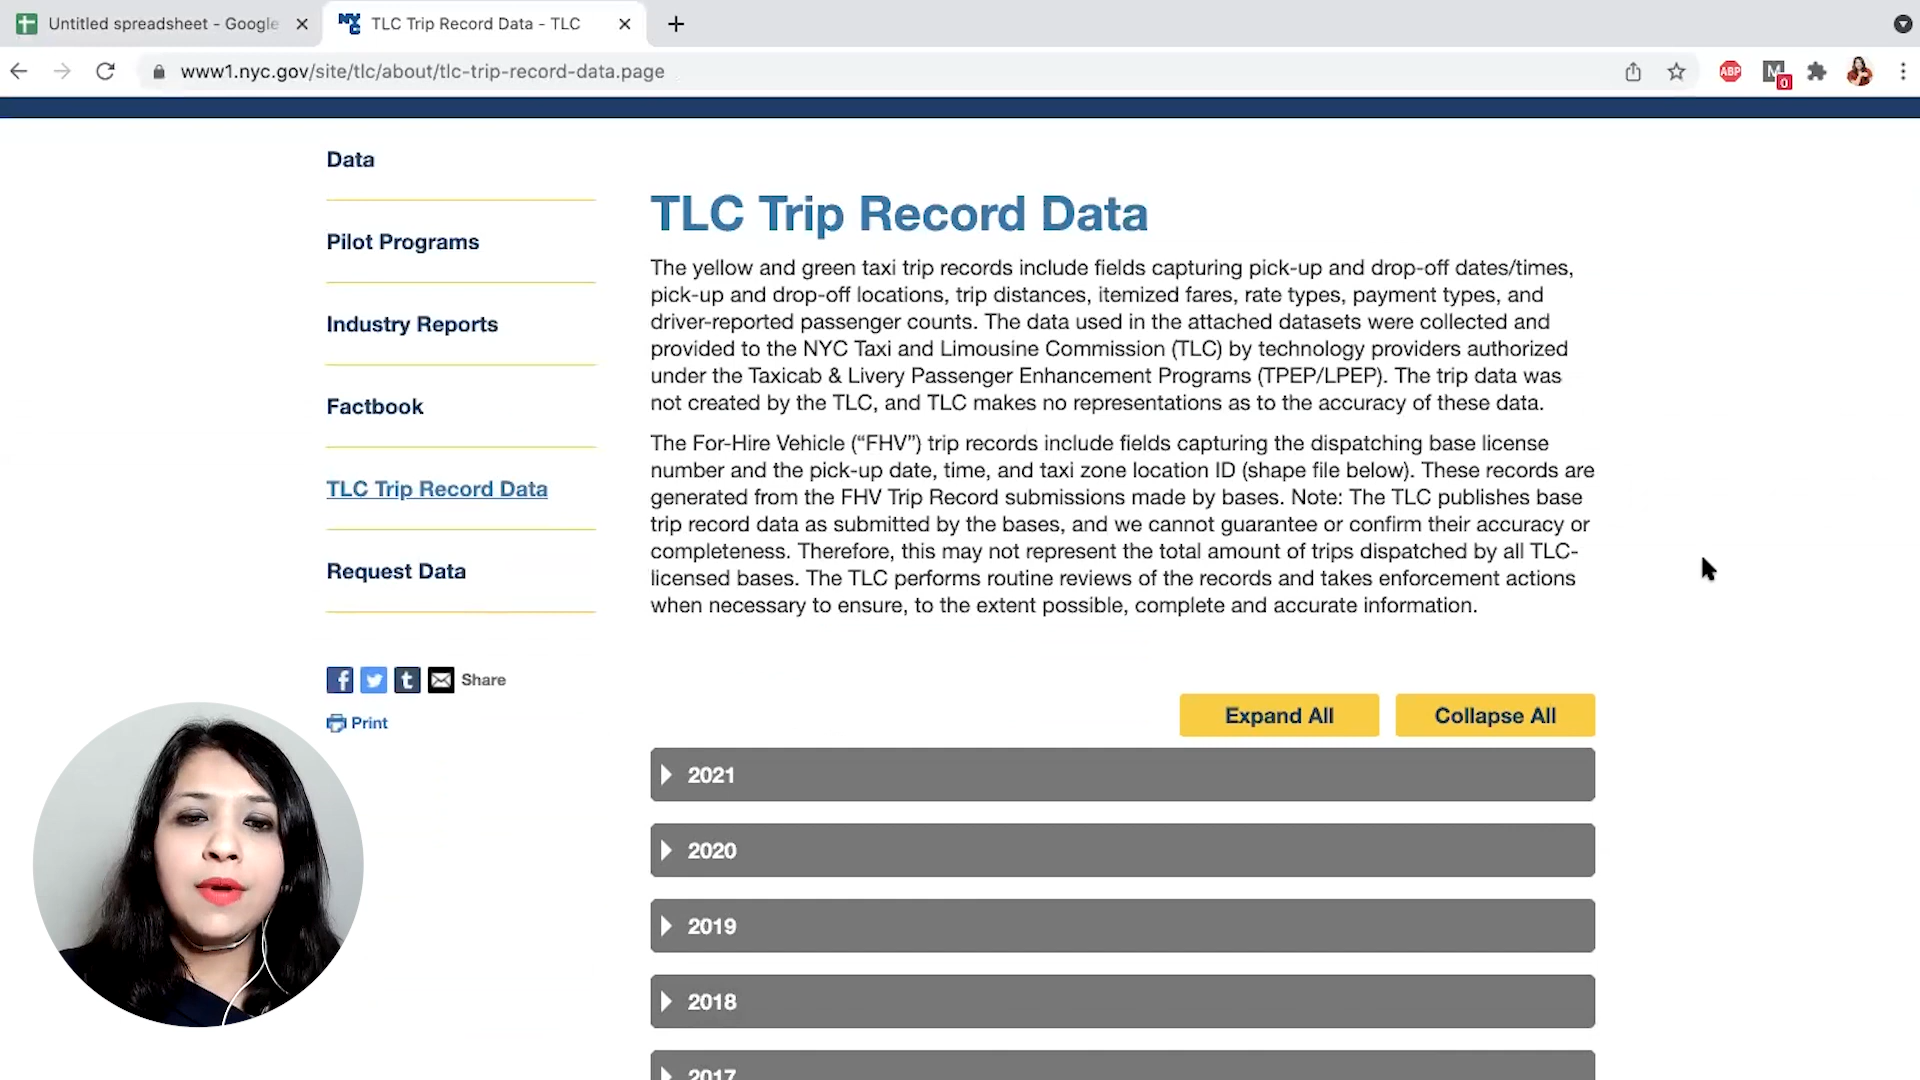 Untitled spreadsheet - Google
TLC Trip Record Data - TLC
www1.nyc.gov/site/tlc/about/tlc-trip-record-data.page
ABP
M
0
Data
Pilot Programs
Industry Reports
Factbook
TLC Trip Record Data
Request Data
Share
Print
TLC Trip Record Data
The yellow and green taxi trip records include fields capturing pick-up and drop-off dates/times,
pick-up and drop-off locations, trip distances, itemized fares, rate types, payment types, and
driver-reported passenger counts. The data used in the attached datasets were collected and
provided to the NYC Taxi and Limousine Commission (TLC) by technology providers authorized
under the Taxicab & Livery Passenger Enhancement Programs (TPEP/LPEP). The trip data was
not created by the TLC, and TLC makes no representations as to the accuracy of these data.
The For-Hire Vehicle (“FHV”) trip records include fields capturing the dispatching base license
number and the pick-up date, time, and taxi zone location ID (shape file below). These records are
generated from the FHV Trip Record submissions made by bases. Note: The TLC publishes base
trip record data as submitted by the bases, and we cannot guarantee or confirm their accuracy or
completeness. Therefore, this may not represent the total amount of trips dispatched by all TLC-
licensed bases. The TLC performs routine reviews of the records and takes enforcement actions
when necessary to ensure, to the extent possible, complete and accurate information.
Expand All
Collapse All
2021
2020
2019
2018
2017